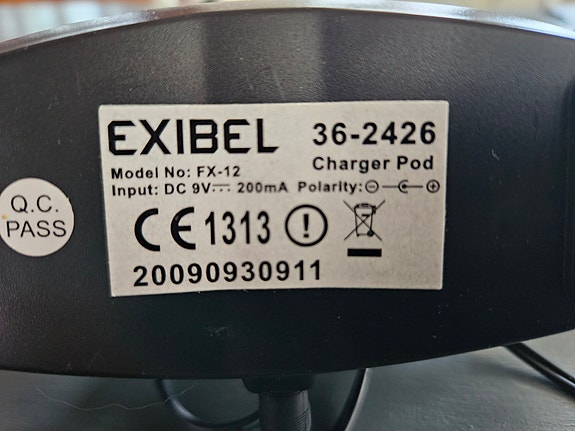 EXIBEL 36-2426
Charger Pod
Model No: FX-12
Input: DC 9V⎓ 200mA Polarity:
Q.C.
PASS
CE 1313
20090930911